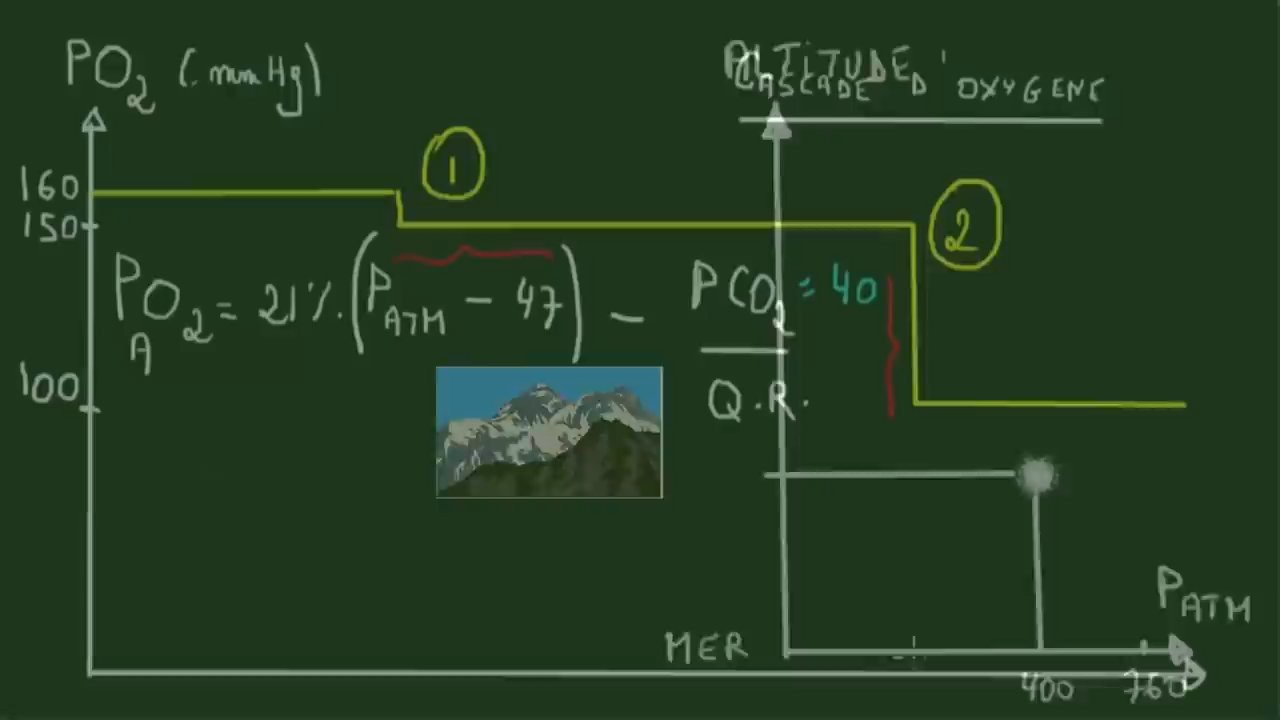 PO2 (mmHg)
ALTITUDE
CASCADE D'OXYGENE
160
1
150
2
PAO2 = 21%.(PATM - 47) - PCO2 = 40
Q.R.
100
PATM
MER
400
760